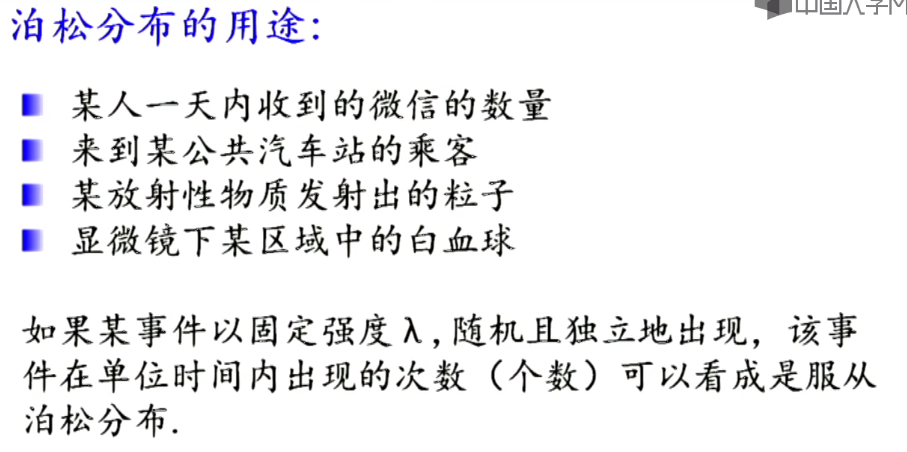 中国大学M
泊松分布的用途:
某人一天内收到的微信的数量
来到某公共汽车站的乘客
某放射性物质发射出的粒子
显微镜下某区域中的白血球
如果某事件以固定强度λ,随机且独立地出现，该事
件在单位时间内出现的次数（个数）可以看成是服从
泊松分布.